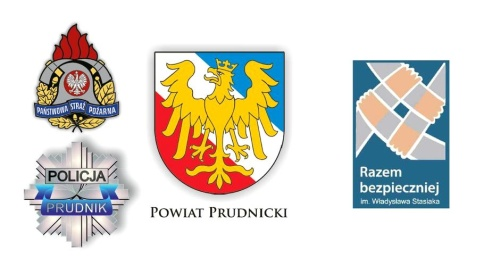 PAŃSTWOWA STRAŻ POŻARNA
POLICJA
PRUDNIK
POWIAT PRUDNICKI
Razem
bezpieczniej
im. Władysława Stasiaka